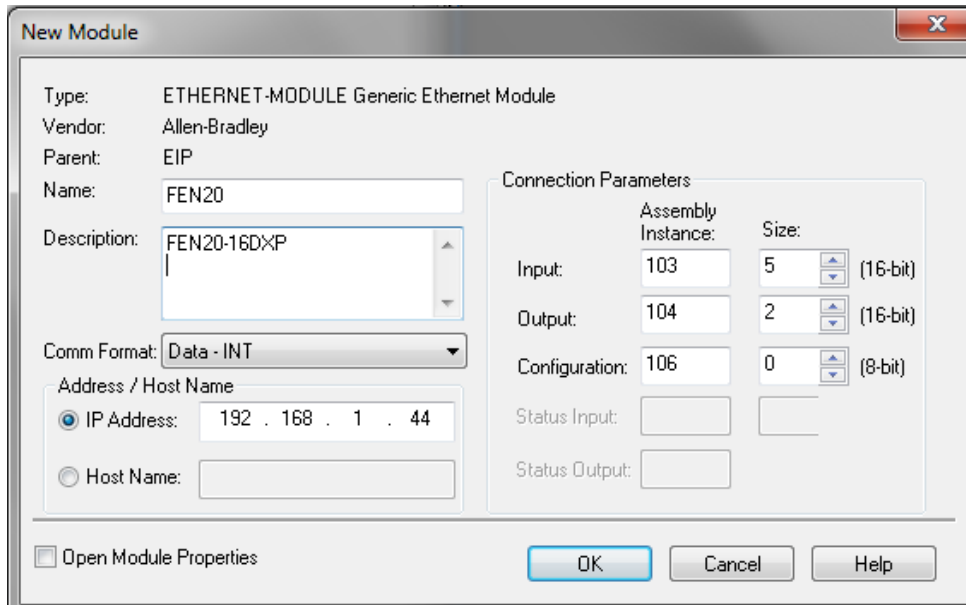 New Module
Type: ETHERNET-MODULE Generic Ethernet Module
Vendor: Allen-Bradley
Parent: EIP
Name: FEN20
Description: FEN20-16DXP
Comm Format: Data - INT
Address / Host Name
IP Address: 192 . 168 . 1 . 44
Host Name:
Connection Parameters
Assembly Instance: Size:
Input: 103 5 (16-bit)
Output: 104 2 (16-bit)
Configuration: 106 0 (8-bit)
Status Input:
Status Output:
Open Module Properties
OK Cancel Help